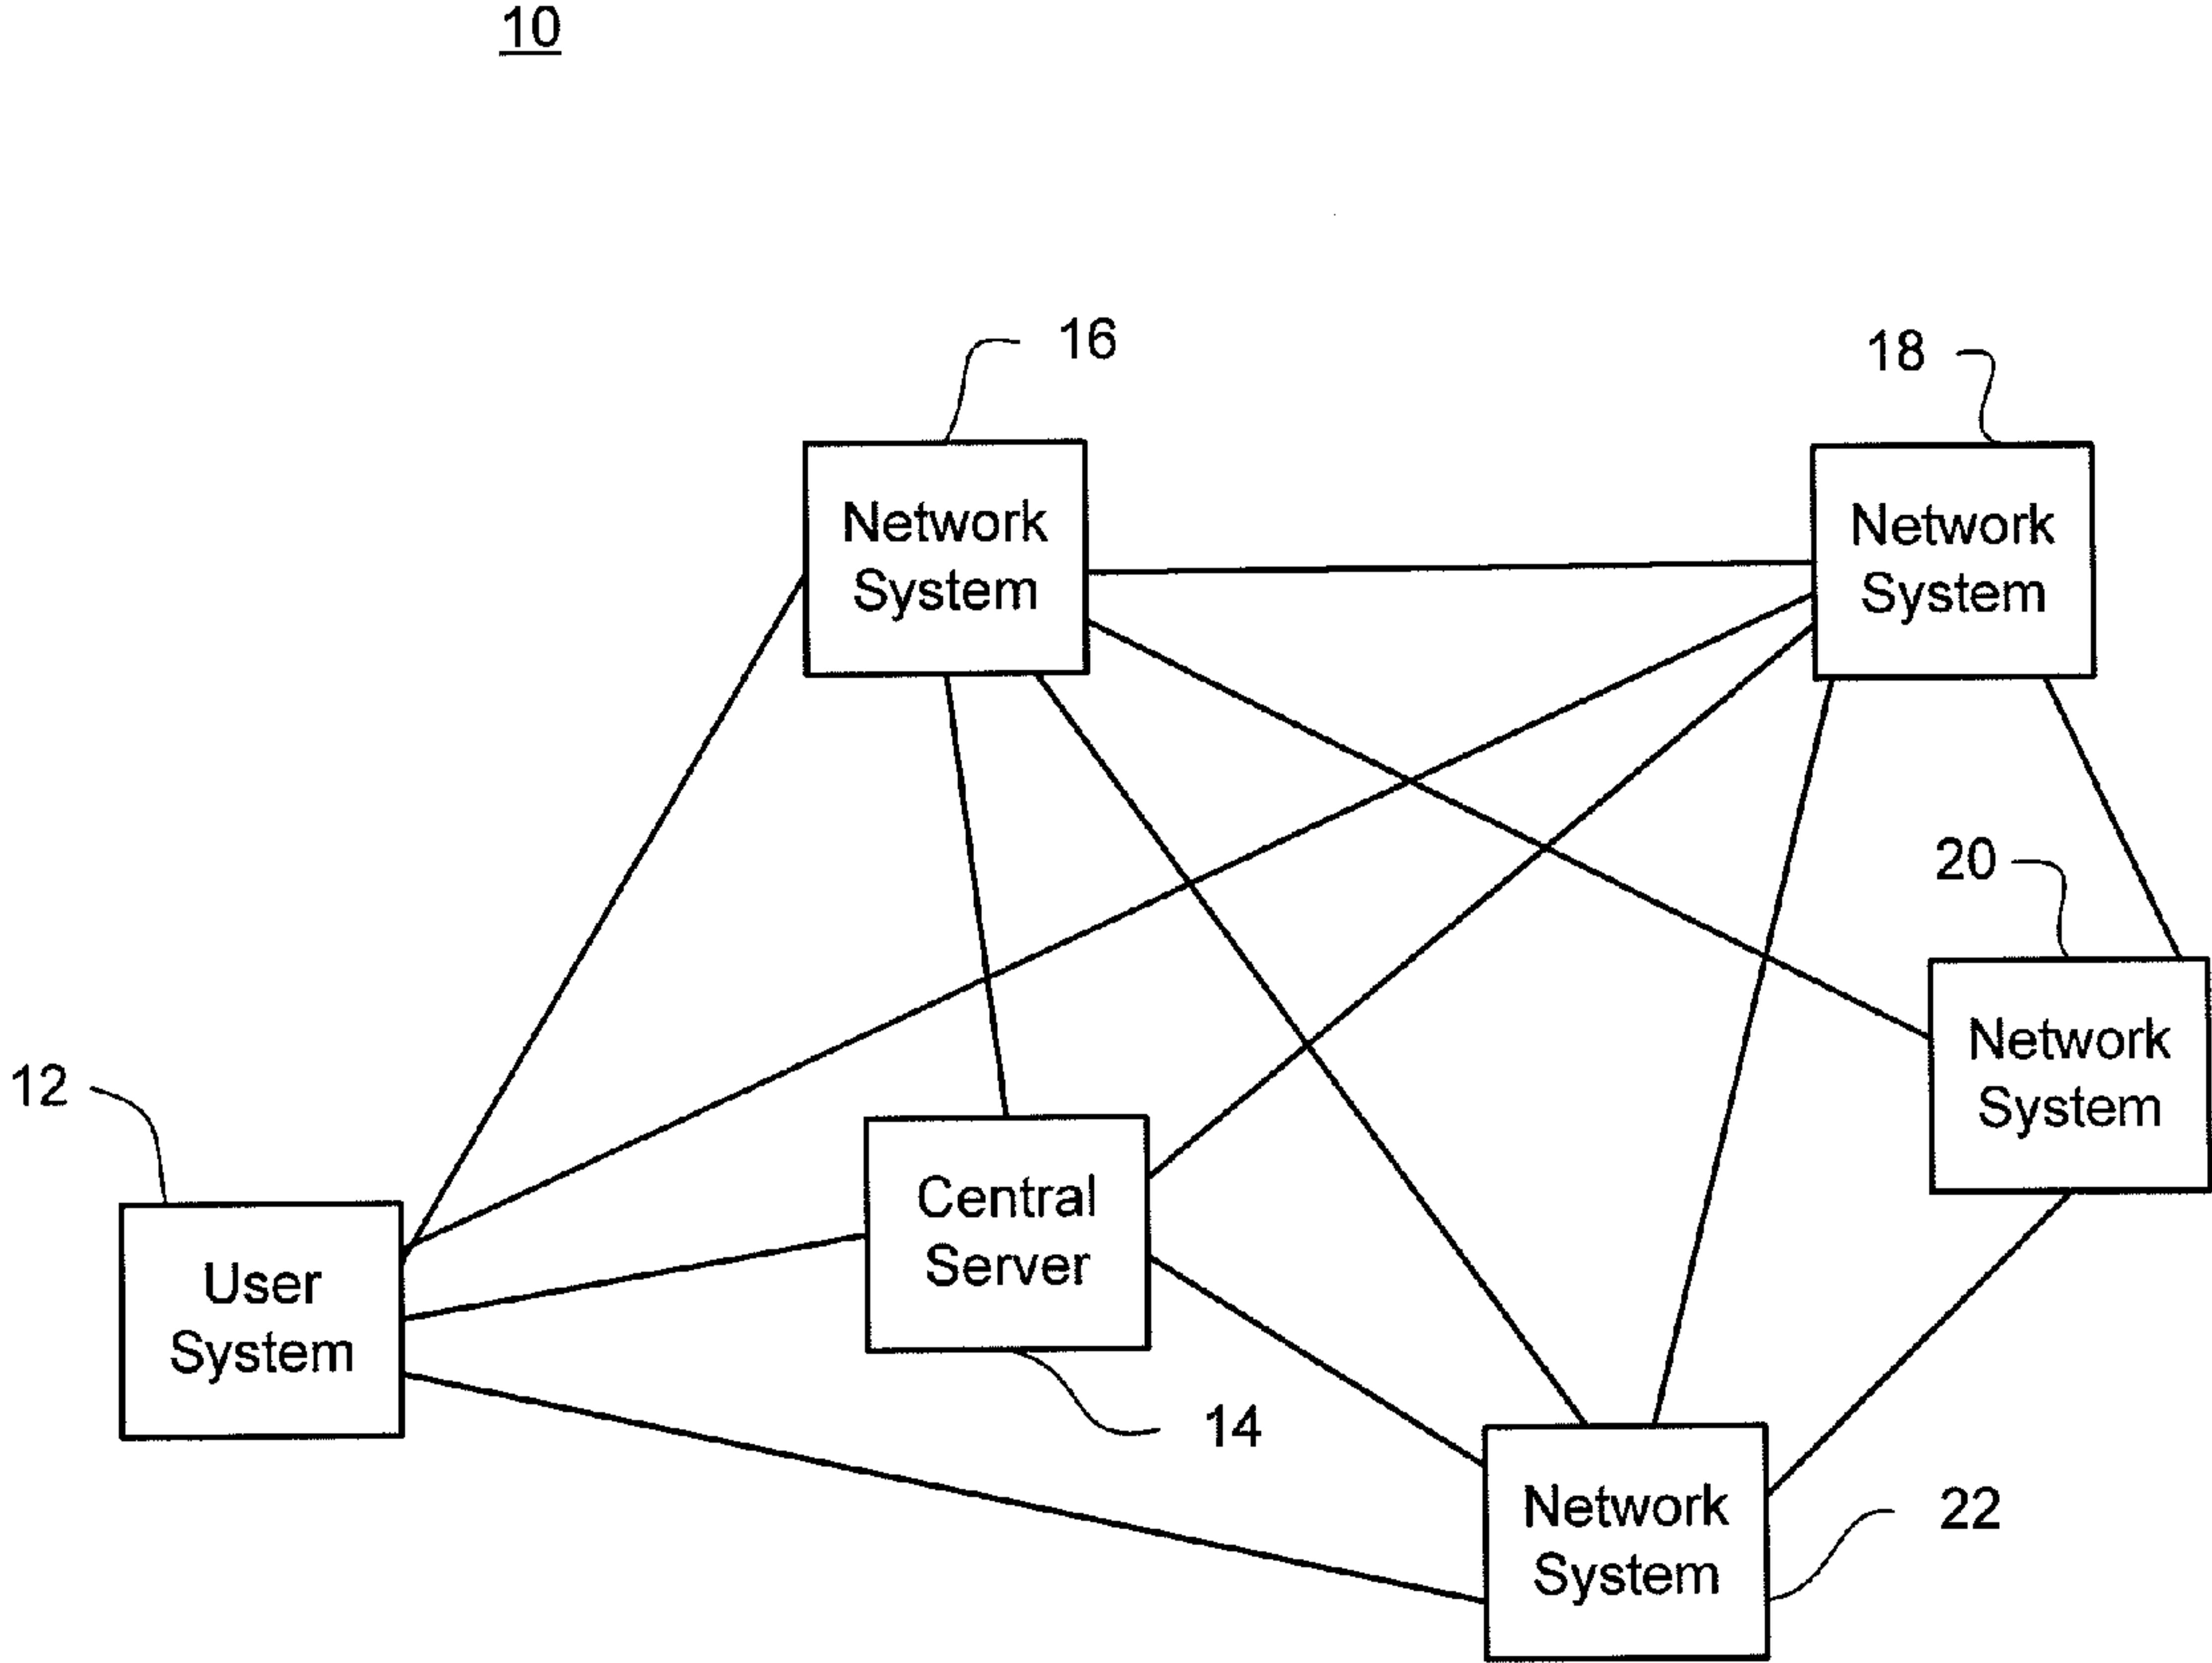 10
16
18
Network
System
Network
System
20
Network
System
12
Central
Server
User
System
14
Network
System
22